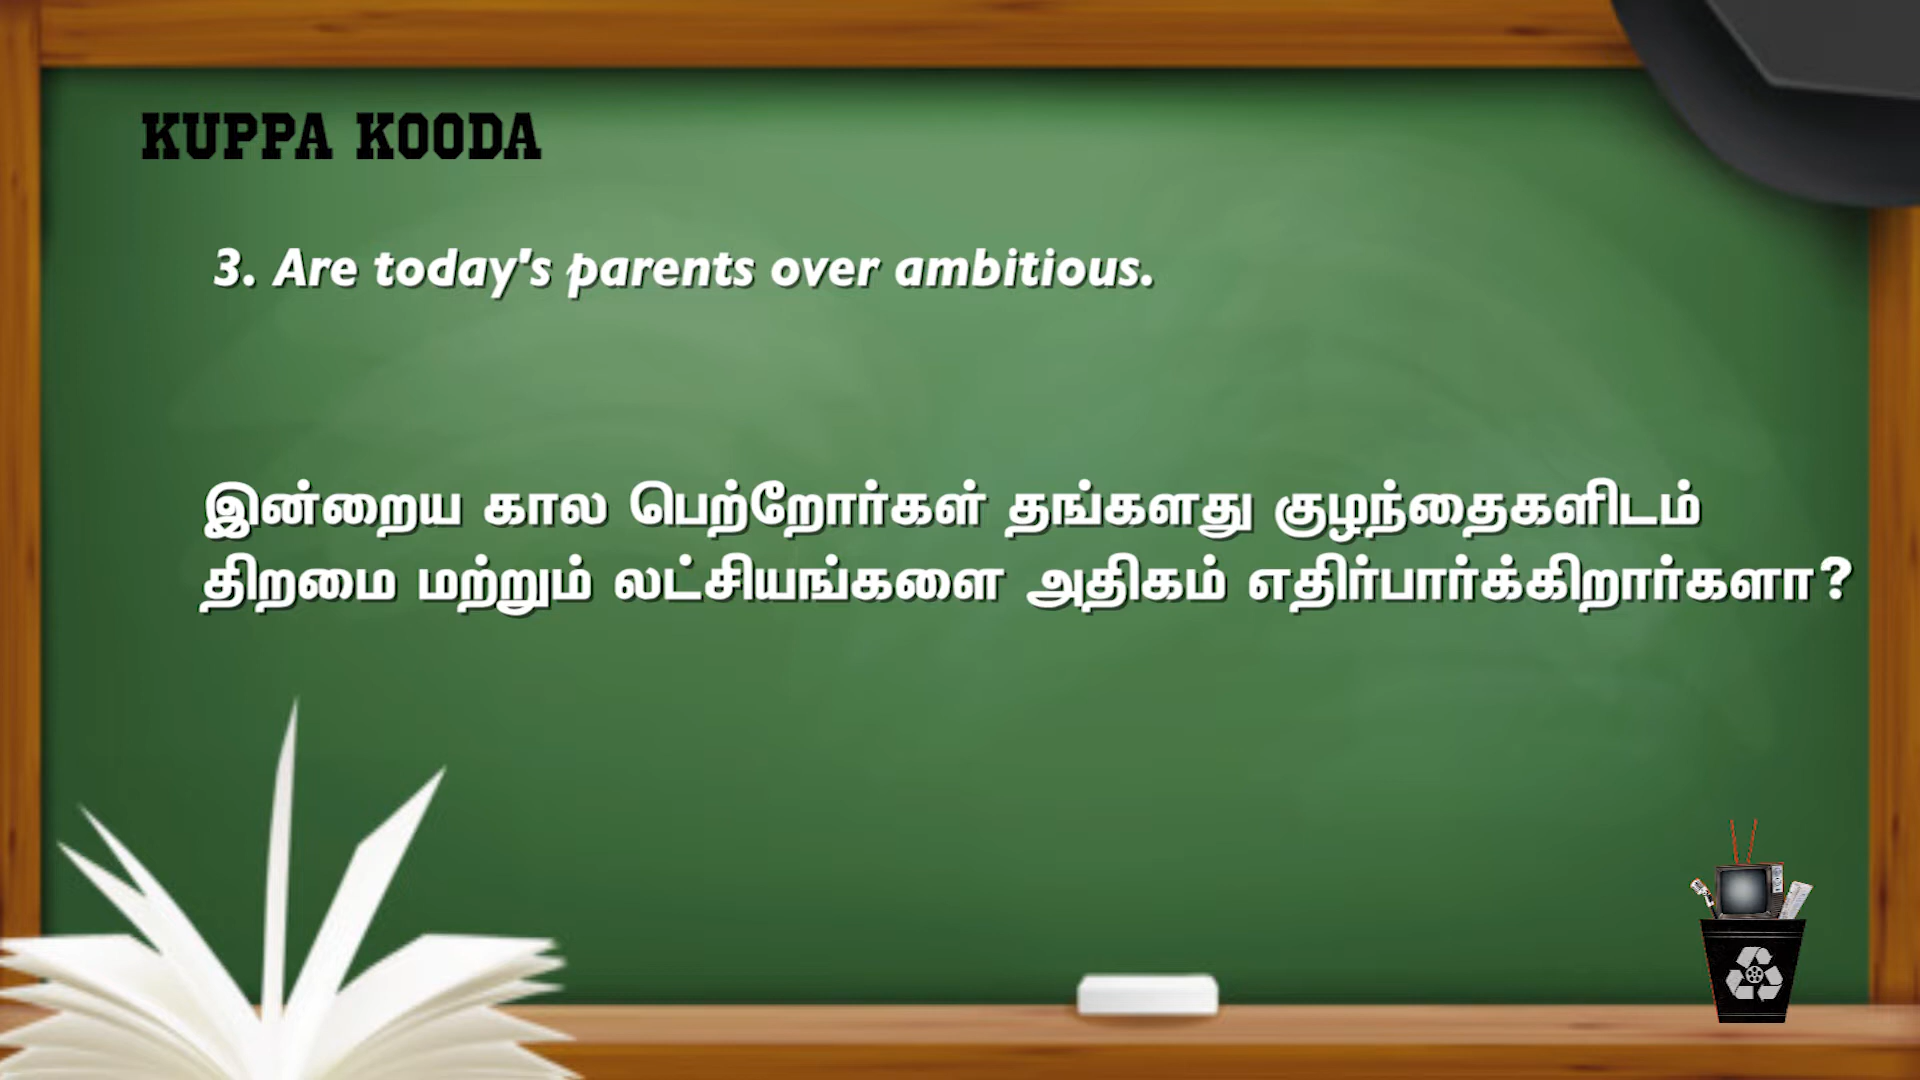 KUPPA KOODA
3. Are today's parents over ambitious.
இன்றைய கால பெற்றோர்கள் தங்களது குழந்தைகளிடம்
திறமை மற்றும் லட்சியங்களை அதிகம் எதிர்பார்க்கிறார்களா?